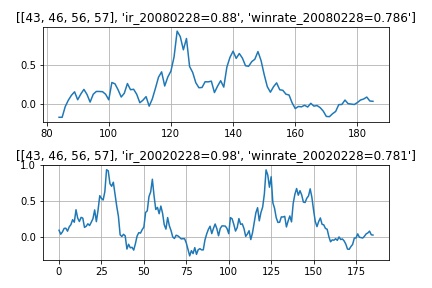 [[43, 46, 56, 57], 'ir_20080228=0.88', 'winrate_20080228=0.786']
0.5
0.0
80 100 120 140 160 180
[[43, 46, 56, 57], 'ir_20020228=0.98', 'winrate_20020228=0.781']
1.0
0.5
0.0
0 25 50 75 100 125 150 175